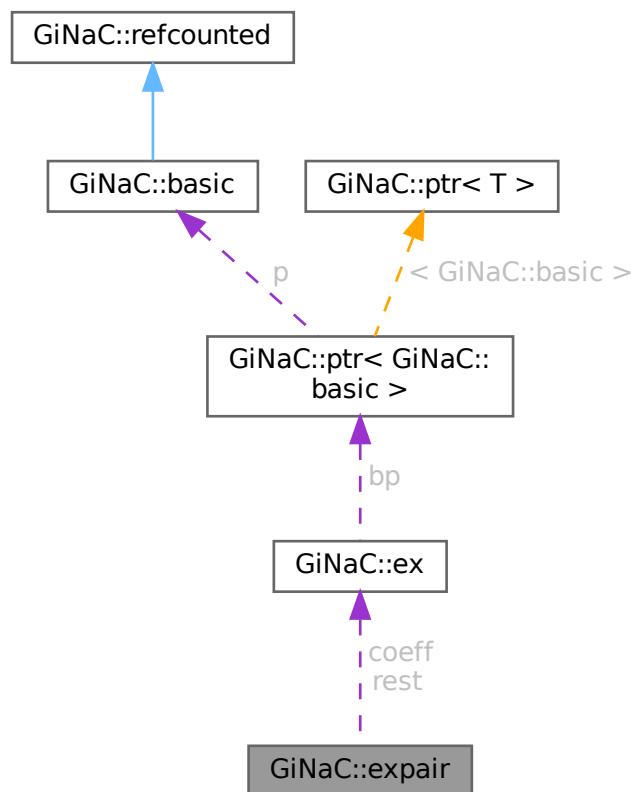 GiNaC::refcounted
GiNaC::basic
GiNaC::ptr< T >
p
< GiNaC::basic >
GiNaC::ptr< GiNaC::
basic >
bp
GiNaC::ex
coeff
rest
GiNaC::expair